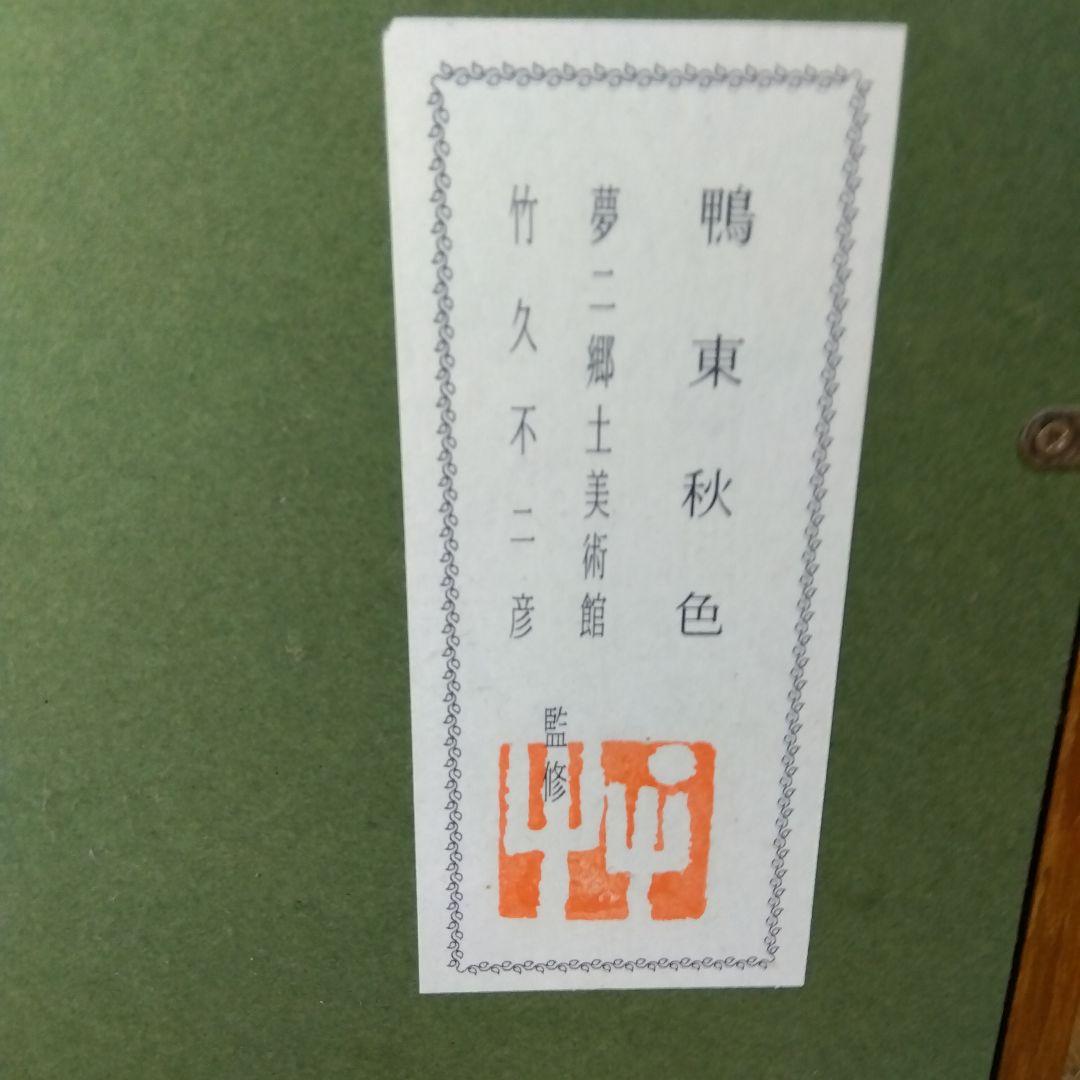 鴨東秋色
夢二郷土美術館
竹久不二彦
監修